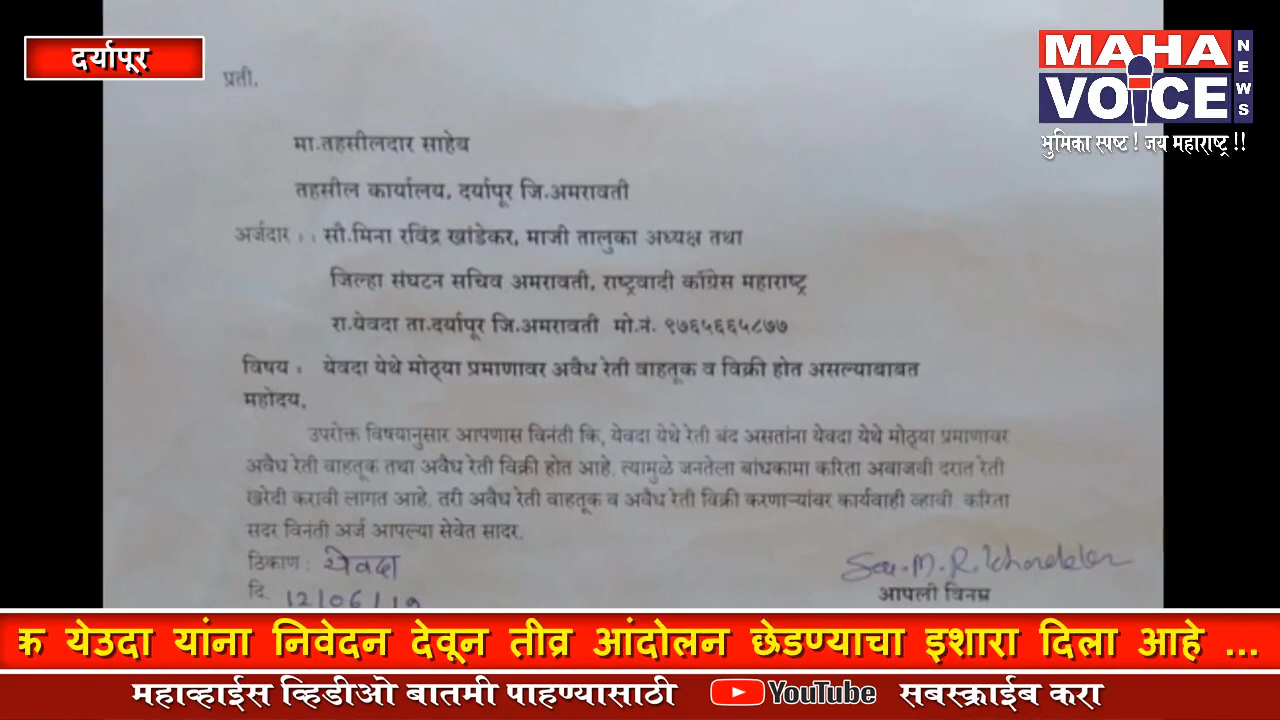 दर्यापूर
MAHA
VOICE
NEWS
भुमिका स्पष्ट ! जय महाराष्ट्र !!
प्रती,
मा.तहसीलदार साहेब
तहसील कार्यालय, दर्यापूर जि.अमरावती
अर्जदार : . सौ.मिना रविंद्र खांडेकर, माजी तालुका अध्यक्ष तथा
जिल्हा संघटन सचिव अमरावती, राष्ट्रवादी काँग्रेस महाराष्ट्र
रा.येवदा ता.दर्यापूर जि.अमरावती मो.नं. ९७६५६६५८७७
विषय : येवदा येथे मोठ्या प्रमाणावर अवैध रेती वाहतूक व विक्री होत असल्याबाबत
महोदय,
उपरोक्त विषयानुसार आपणास विनंती कि, येवदा येथे रेती बंद असतांना येवदा येथे मोठ्या प्रमाणावर
अवैध रेती वाहतूक तथा अवैध रेती विक्री होत आहे. त्यामुळे जनतेला बांधकामा करिता अवाजवी दरात रेती
खरेदी करावी लागत आहे. तरी अवैध रेती वाहतूक व अवैध रेती विक्री करणाऱ्यांवर कार्यवाही व्हावी. करिता
सदर विनंती अर्ज आपल्या सेवेत सादर.
ठिकाण : येवदा
दि. 12/06/19
Sau.M.R.Khandekar
आपली विनम्र
क येउदा यांना निवेदन देवून तीव्र आंदोलन छेडण्याचा इशारा दिला आहे ...
महाव्हाईस व्हिडीओ बातमी पाहण्यासाठी YouTube सबस्क्राईब करा